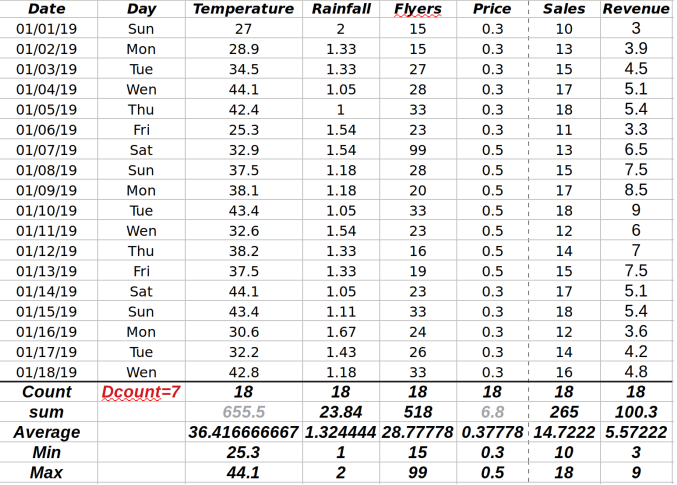 Date Day Temperature Rainfall Flyers Price Sales Revenue
01/01/19 Sun 27 2 15 0.3 10 3
01/02/19 Mon 28.9 1.33 15 0.3 13 3.9
01/03/19 Tue 34.5 1.33 27 0.3 15 4.5
01/04/19 Wen 44.1 1.05 28 0.3 17 5.1
01/05/19 Thu 42.4 1 33 0.3 18 5.4
01/06/19 Fri 25.3 1.54 23 0.3 11 3.3
01/07/19 Sat 32.9 1.54 99 0.5 13 6.5
01/08/19 Sun 37.5 1.18 28 0.5 15 7.5
01/09/19 Mon 38.1 1.18 20 0.5 17 8.5
01/10/19 Tue 43.4 1.05 33 0.5 18 9
01/11/19 Wen 32.6 1.54 23 0.5 12 6
01/12/19 Thu 38.2 1.33 16 0.5 14 7
01/13/19 Fri 37.5 1.33 19 0.5 15 7.5
01/14/19 Sat 44.1 1.05 23 0.3 17 5.1
01/15/19 Sun 43.4 1.11 33 0.3 18 5.4
01/16/19 Mon 30.6 1.67 24 0.3 12 3.6
01/17/19 Tue 32.2 1.43 26 0.3 14 4.2
01/18/19 Wen 42.8 1.18 33 0.3 16 4.8
Count Dcount=7 18 18 18 18 18 18
sum 655.5 23.84 518 6.8 265 100.3
Average 36.416666667 1.324444 28.77778 0.37778 14.7222 5.57222
Min 25.3 1 15 0.3 10 3
Max 44.1 2 99 0.5 18 9